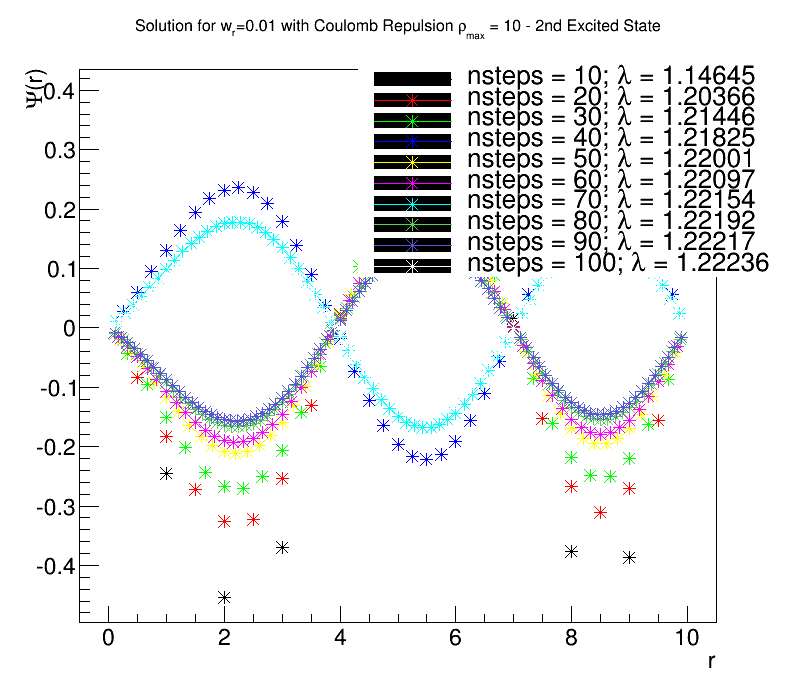 Solution for wr=0.01 with Coulomb Repulsion ρmax = 10 - 2nd Excited State
Ψ(r)
nsteps = 10; λ = 1.14645
nsteps = 20; λ = 1.20366
nsteps = 30; λ = 1.21446
nsteps = 40; λ = 1.21825
nsteps = 50; λ = 1.22001
nsteps = 60; λ = 1.22097
nsteps = 70; λ = 1.22154
nsteps = 80; λ = 1.22192
nsteps = 90; λ = 1.22217
nsteps = 100; λ = 1.22236
0.4
0.3
0.2
0.1
0
-0.1
-0.2
-0.3
-0.4
0 2 4 6 8 10
r